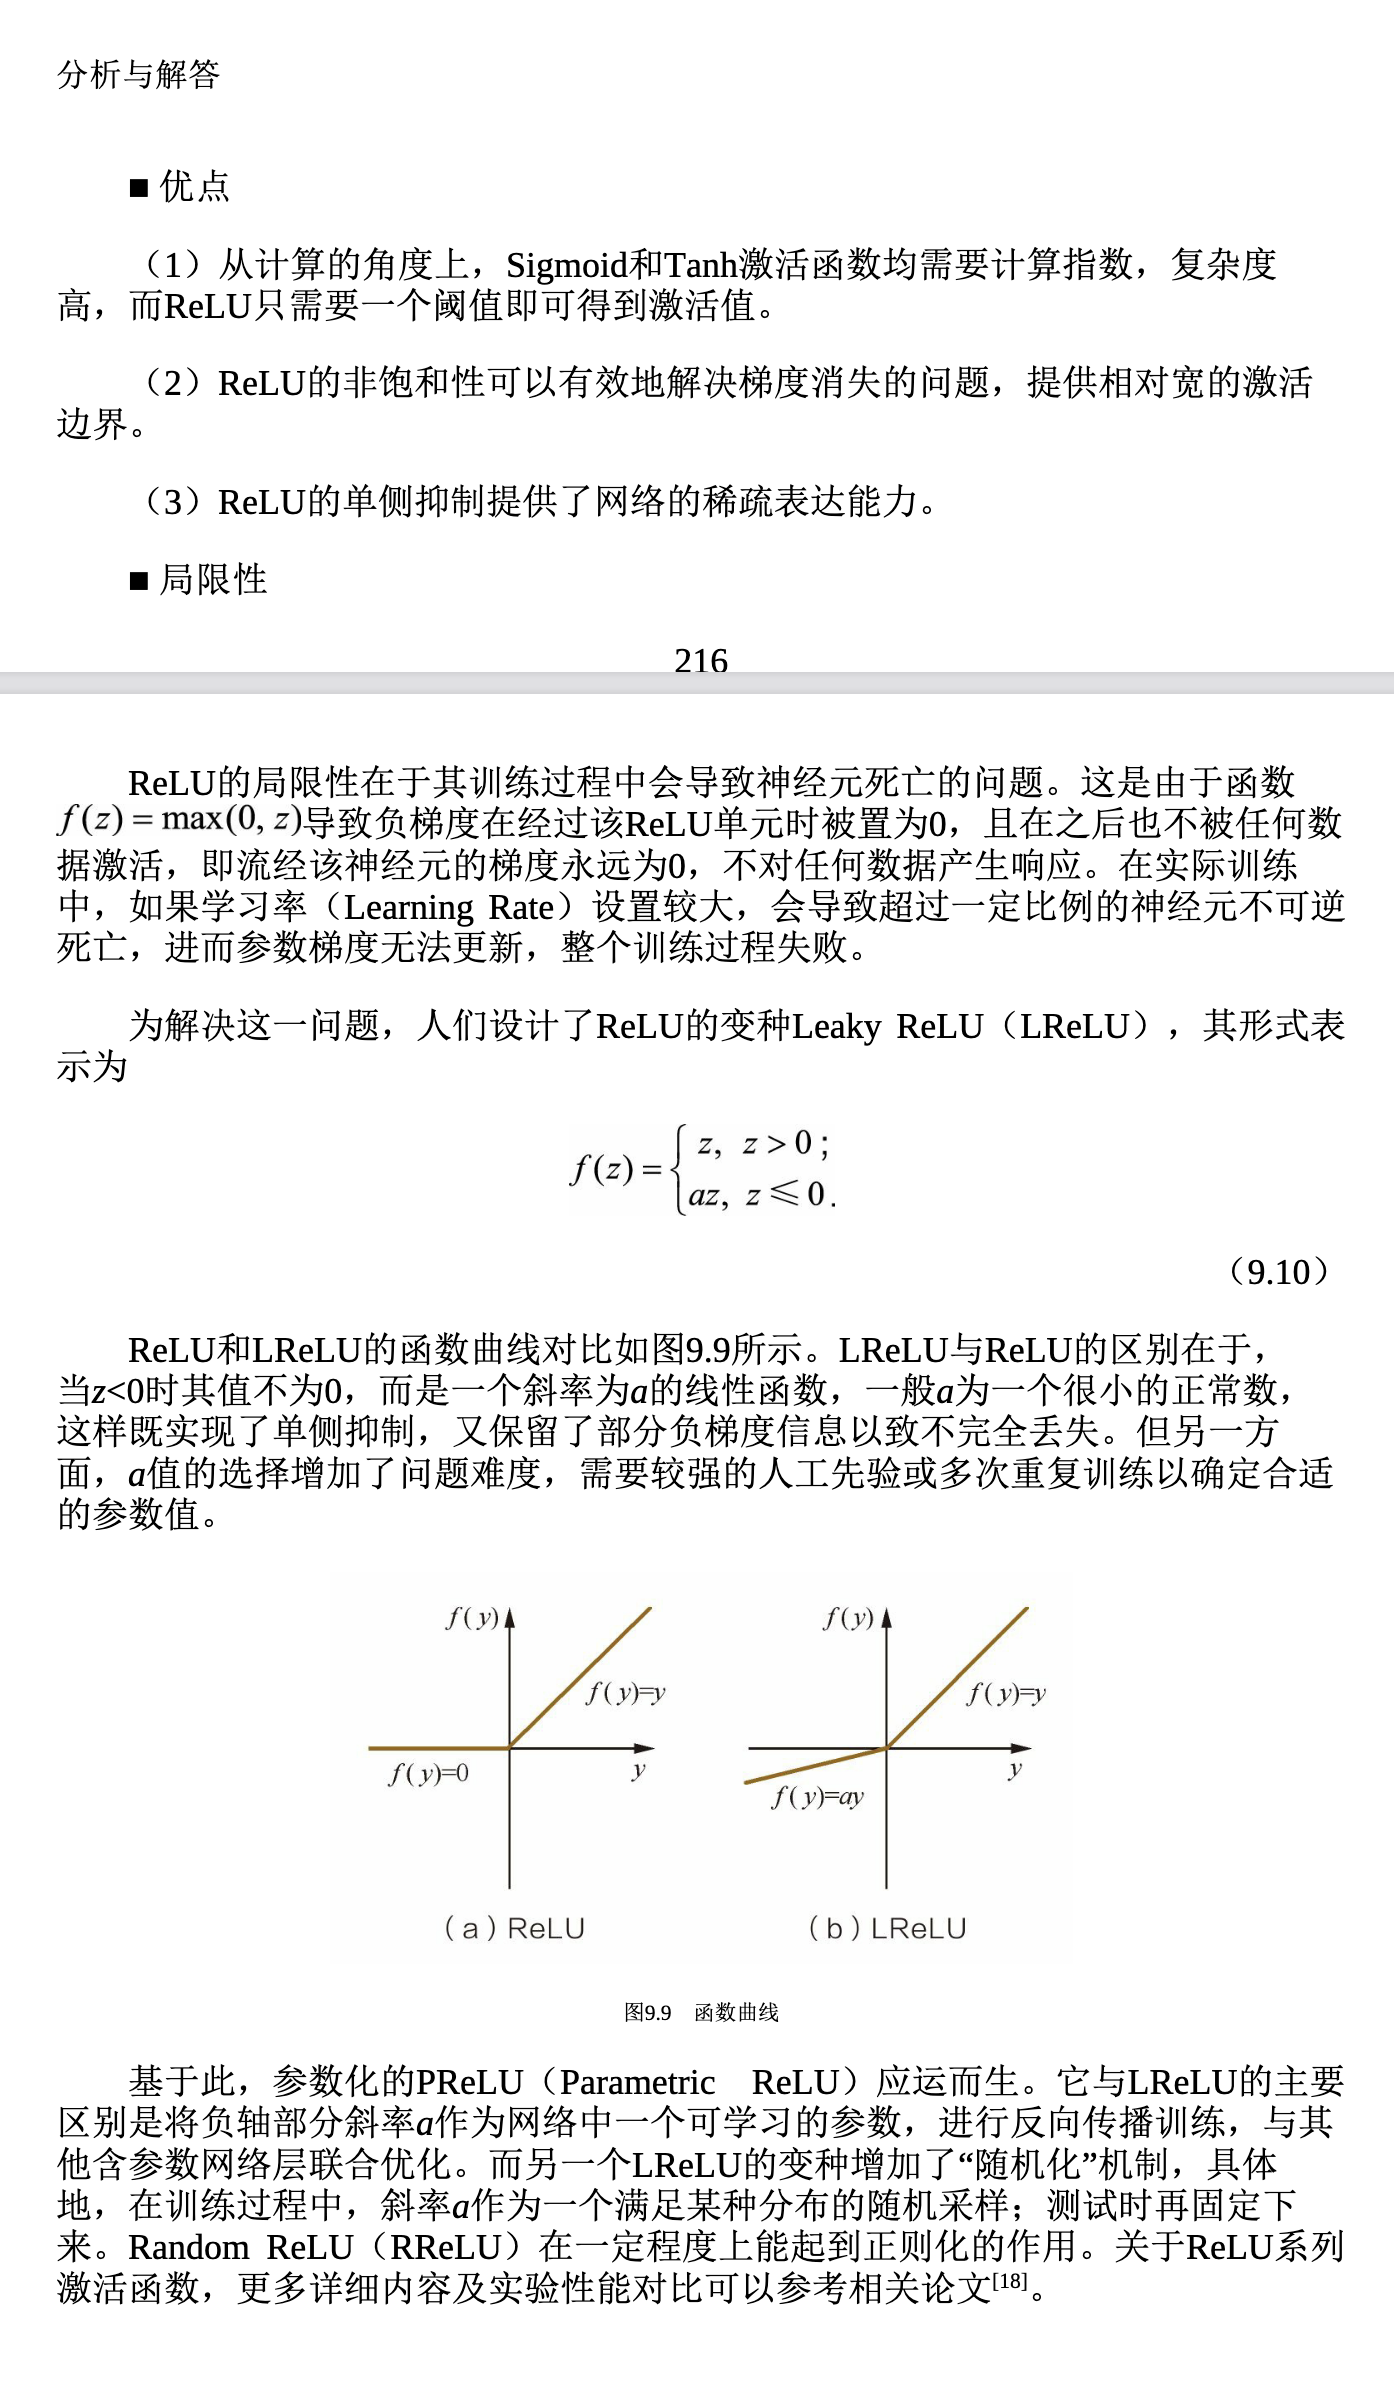 分析与解答
■ 优点
（1）从计算的角度上，Sigmoid和Tanh激活函数均需要计算指数，复杂度
高，而ReLU只需要一个阈值即可得到激活值。
（2）ReLU的非饱和性可以有效地解决梯度消失的问题，提供相对宽的激活
边界。
（3）ReLU的单侧抑制提供了网络的稀疏表达能力。
■ 局限性
216
ReLU的局限性在于其训练过程中会导致神经元死亡的问题。这是由于函数
f(z)=max(0, z)导致负梯度在经过该ReLU单元时被置为0，且在之后也不被任何数
据激活，即流经该神经元的梯度永远为0，不对任何数据产生响应。在实际训练
中，如果学习率（Learning Rate）设置较大，会导致超过一定比例的神经元不可逆
死亡，进而参数梯度无法更新，整个训练过程失败。
为解决这一问题，人们设计了ReLU的变种Leaky ReLU（LReLU），其形式表
示为
f(z)={ z, z>0;
az, z⩽0.
（9.10）
ReLU和LReLU的函数曲线对比如图9.9所示。LReLU与ReLU的区别在于，
当z<0时其值不为0，而是一个斜率为a的线性函数，一般a为一个很小的正常数，
这样既实现了单侧抑制，又保留了部分负梯度信息以致不完全丢失。但另一方
面，a值的选择增加了问题难度，需要较强的人工先验或多次重复训练以确定合适
的参数值。
f(y)
f(y)=y
f(y)=0
y
（a）ReLU
f(y)
f(y)=y
f(y)=ay
y
（b）LReLU
图9.9 函数曲线
基于此，参数化的PReLU（Parametric ReLU）应运而生。它与LReLU的主要
区别是将负轴部分斜率a作为网络中一个可学习的参数，进行反向传播训练，与其
他含参数网络层联合优化。而另一个LReLU的变种增加了“随机化”机制，具体
地，在训练过程中，斜率a作为一个满足某种分布的随机采样；测试时再固定下
来。Random ReLU（RReLU）在一定程度上能起到正则化的作用。关于ReLU系列
激活函数，更多详细内容及实验性能对比可以参考相关论文[18]。